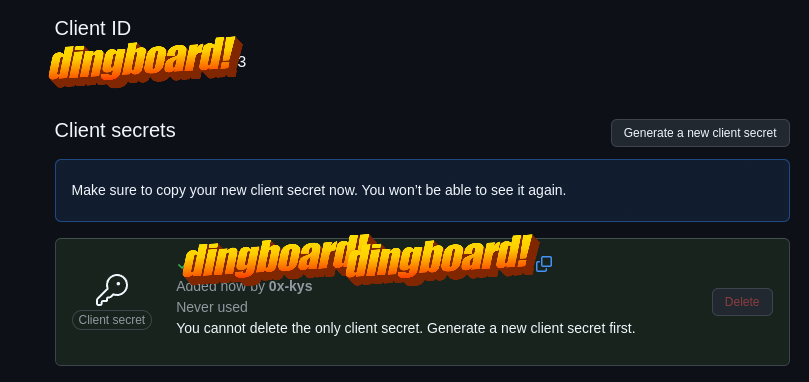 Client ID
dingboard!3
Client secrets
Generate a new client secret
Make sure to copy your new client secret now. You won't be able to see it again.
dingboard!dingboard!
Added now by 0x-kys
Never used
You cannot delete the only client secret. Generate a new client secret first.
Client secret
Delete